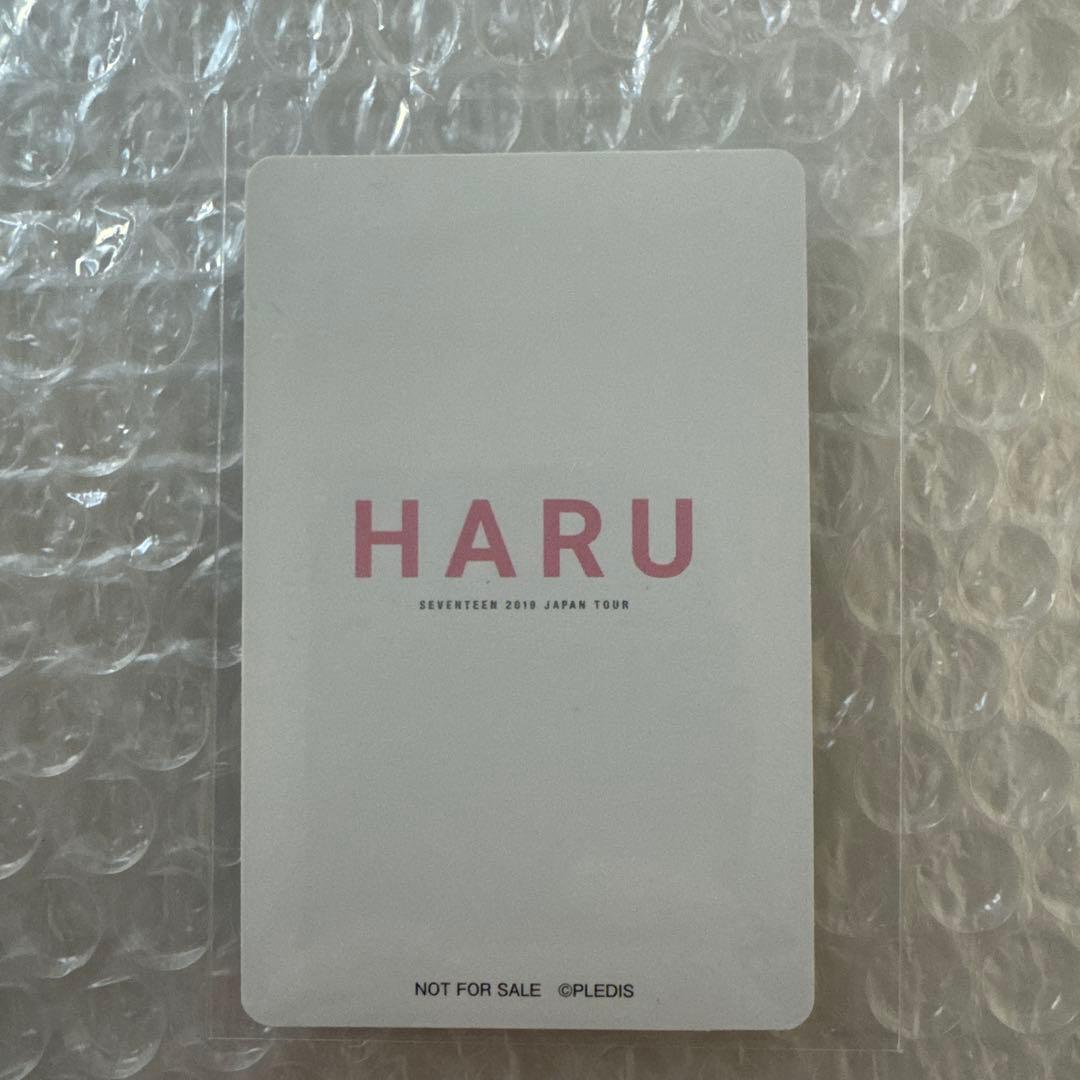 HARU
SEVENTEEN 2019 JAPAN TOUR
NOT FOR SALE ©PLEDIS